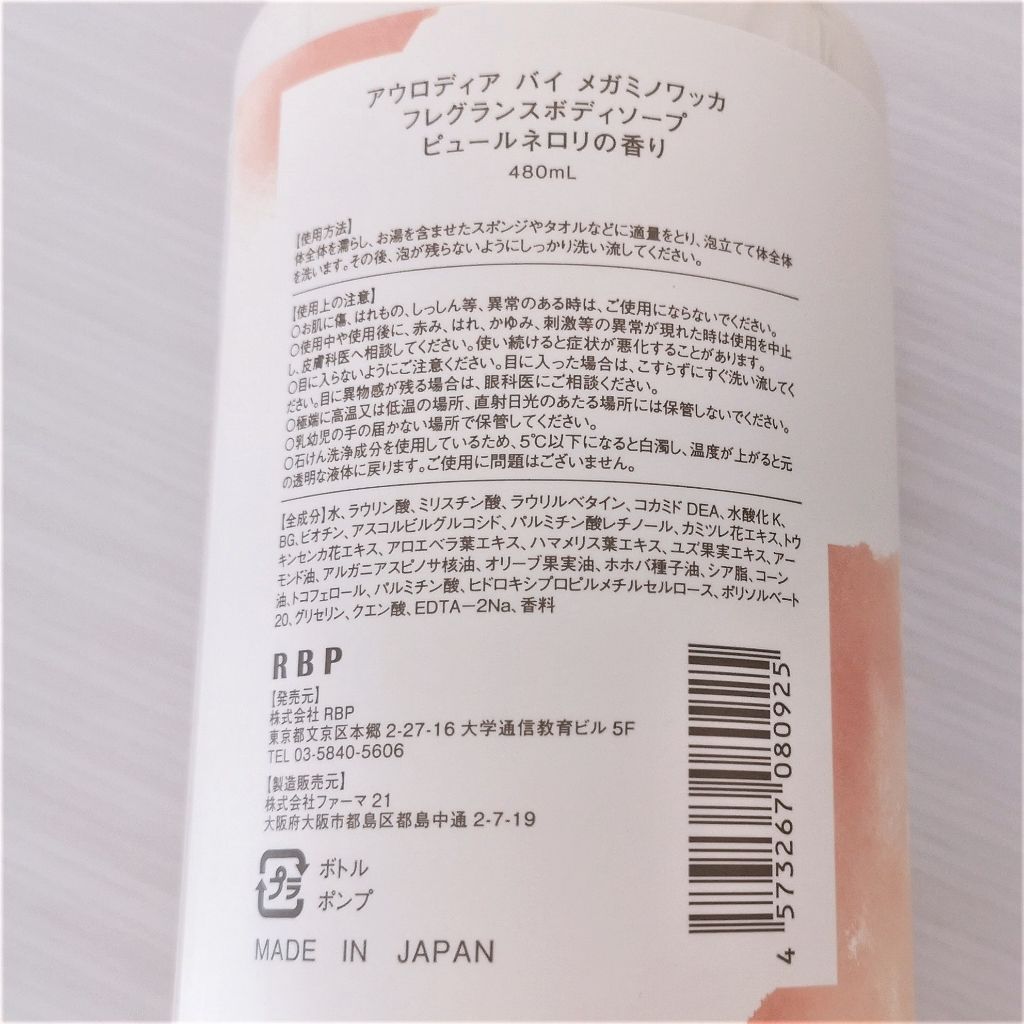 アウロディア バイ メガミノワッカ
フレグランスボディソープ
ピュールネロリの香り
480mL
【使用方法】
体全体を濡らし、お湯を含ませたスポンジやタオルなどに適量をとり、泡立てて体全体
を洗います。その後、泡が残らないようにしっかり洗い流してください。
【使用上の注意】
○お肌に傷、はれもの、しっしん等、異常のある時は、ご使用にならないでください。
○使用中や使用後に、赤み、はれ、かゆみ、刺激等の異常が現れた時は使用を中止
し、皮膚科医へ相談してください。使い続けると症状が悪化することがあります。
○目に入らないようにご注意ください。目に入った場合は、こすらずにすぐ洗い流してく
ださい。目に異物感が残る場合は、眼科医にご相談ください。
○極端に高温又は低温の場所、直射日光のあたる場所には保管しないでください。
○乳幼児の手の届かない場所で保管してください。
○石けん洗浄成分を使用しているため、5℃以下になると白濁し、温度が上がると元
の透明な液体に戻ります。ご使用に問題はございません。
【全成分】水、ラウリン酸、ミリスチン酸、ラウリルベタイン、コカミド DEA、水酸化 K、
BG、ビオチン、アスコルビルグルコシド、パルミチン酸レチノール、カミツレ花エキス、トウ
キンセンカ花エキス、アロエベラ葉エキス、ハマメリス葉エキス、ユズ果実エキス、アー
モンド油、アルガニアスピノサ核油、オリーブ果実油、ホホバ種子油、シア脂、コーン
油、トコフェロール、パルミチン酸、ヒドロキシプロピルメチルセルロース、ポリソルベート
20、グリセリン、クエン酸、EDTA－2Na、香料
RBP
【発売元】
株式会社 RBP
東京都文京区本郷 2-27-16 大学通信教育ビル 5F
TEL 03-5840-5606
【製造販売元】
株式会社ファーマ 21
大阪府大阪市都島区都島中通 2-7-19
プラ
ボトル
ポンプ
MADE IN JAPAN
4 573267 080925